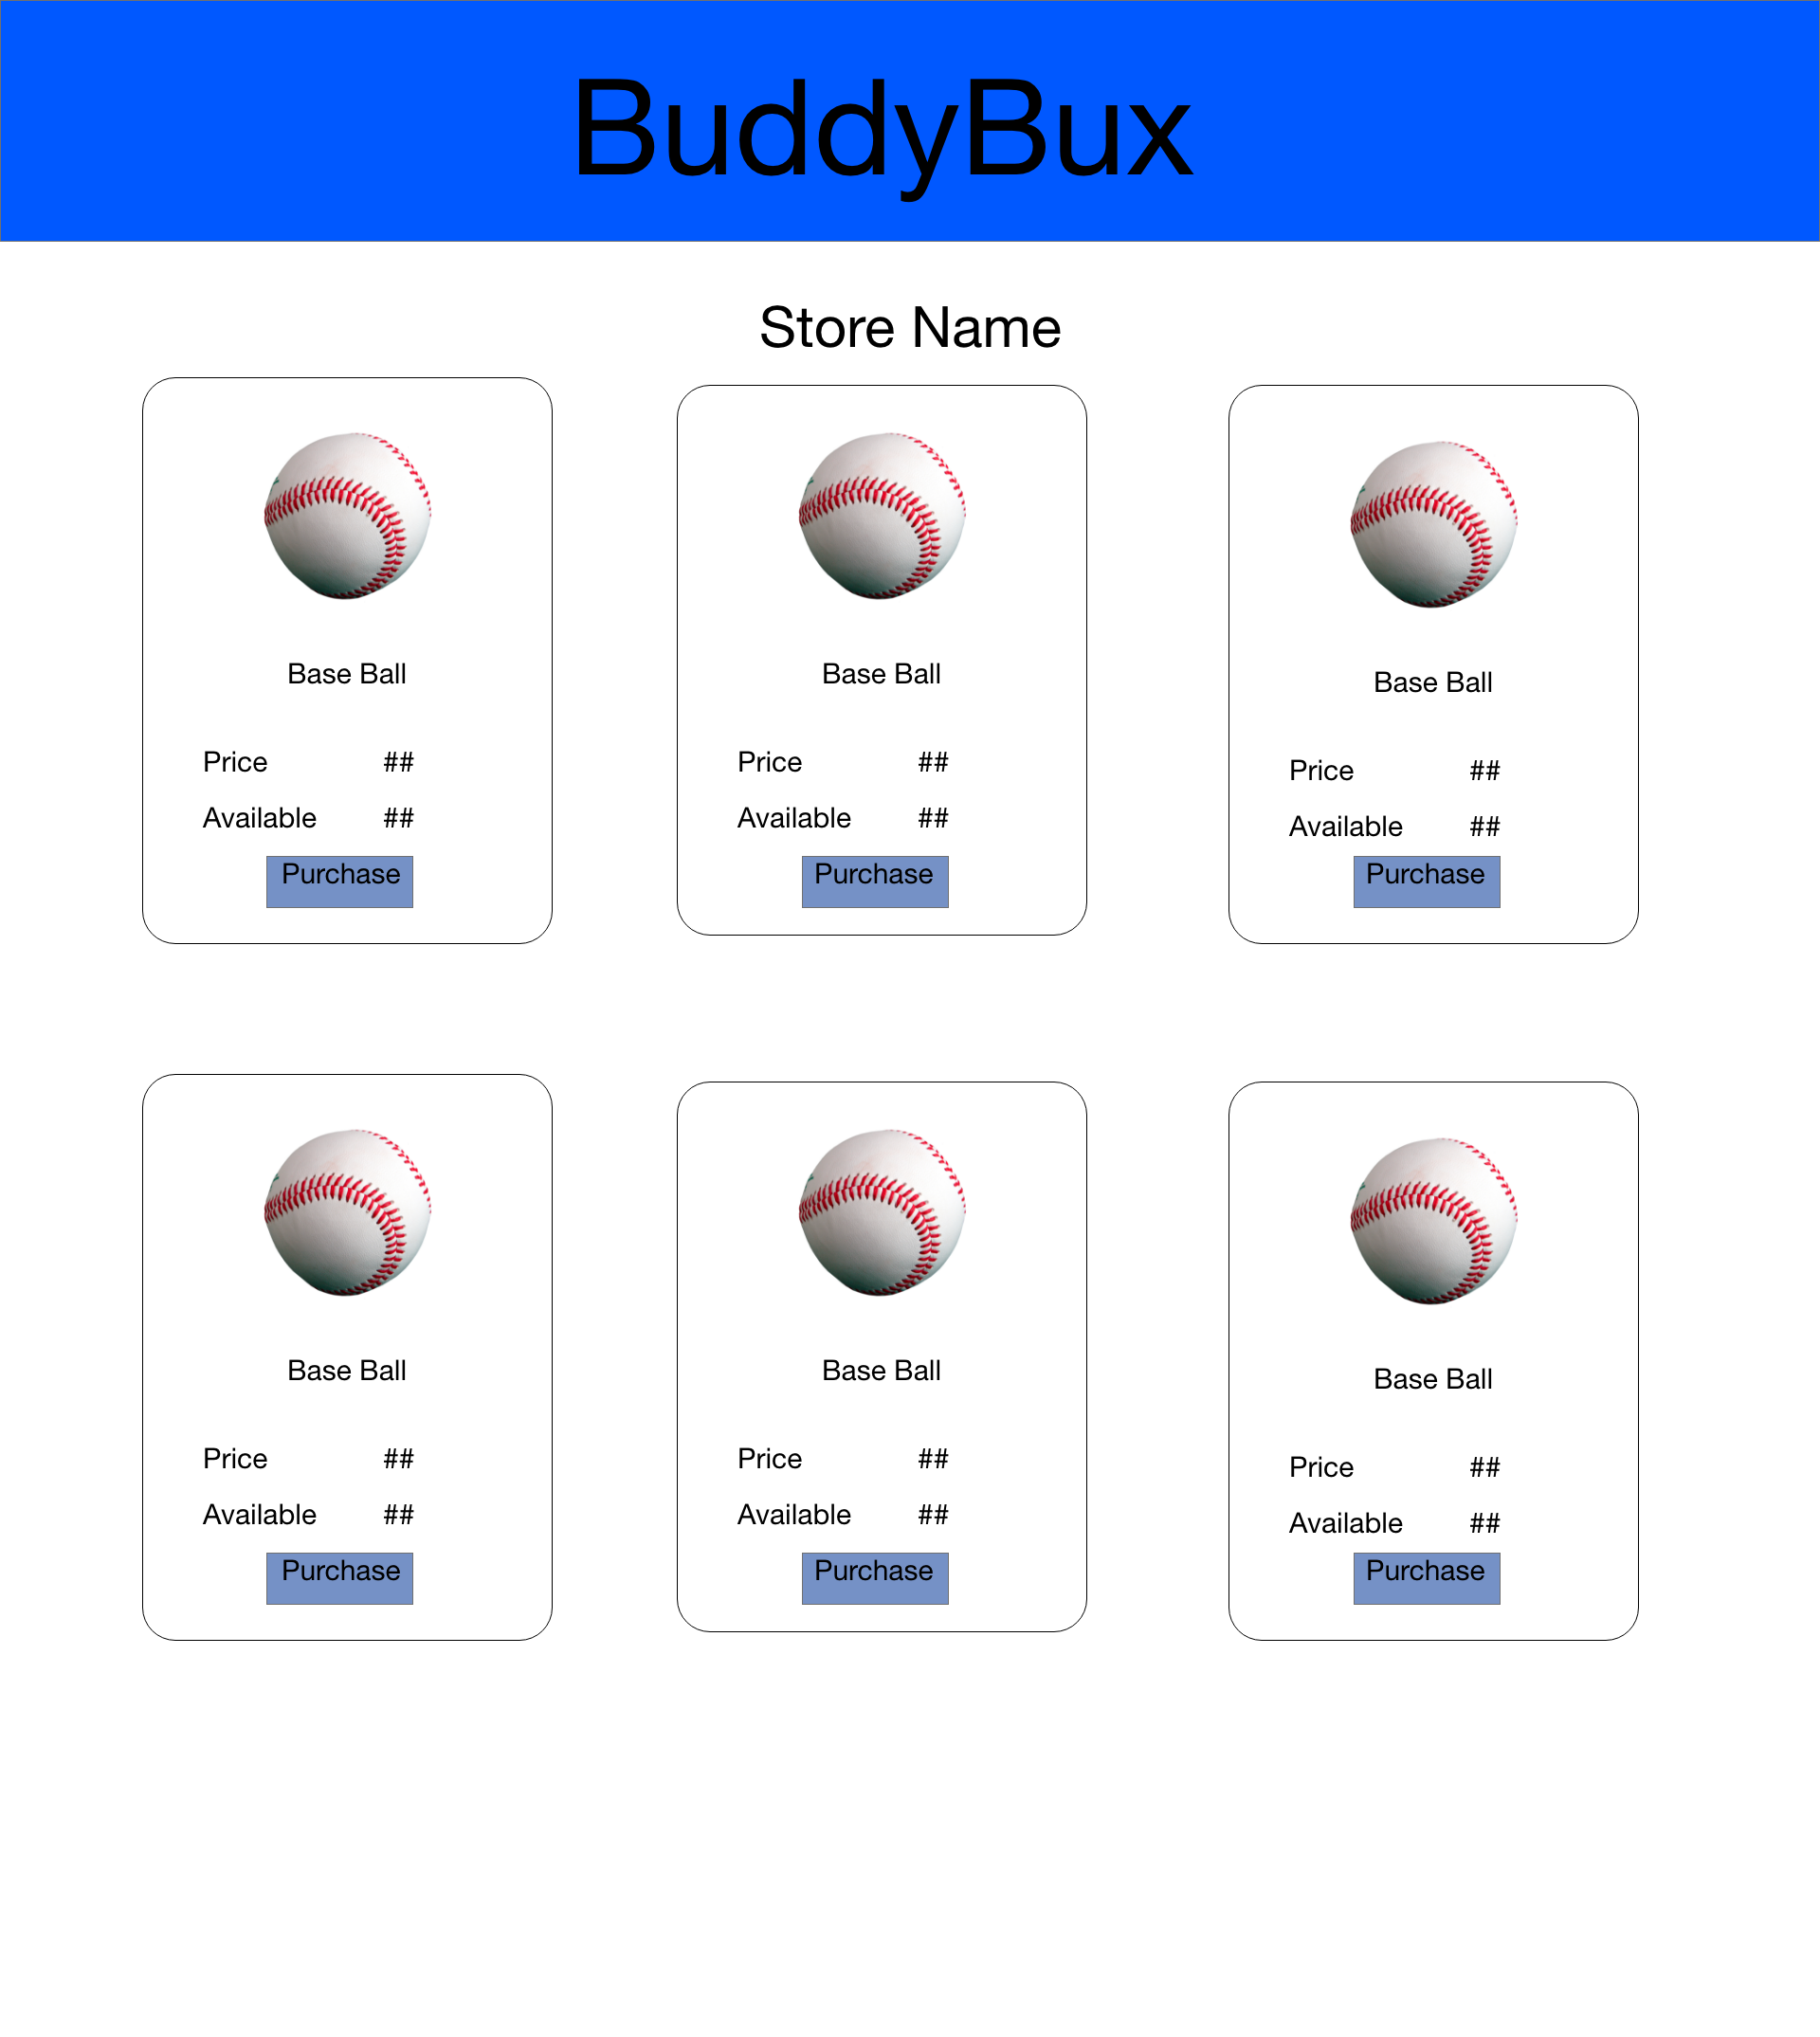 BuddyBux
Store Name
Base Ball
Price ##
Available ##
Purchase
Base Ball
Price ##
Available ##
Purchase
Base Ball
Price ##
Available ##
Purchase
Base Ball
Price ##
Available ##
Purchase
Base Ball
Price ##
Available ##
Purchase
Base Ball
Price ##
Available ##
Purchase